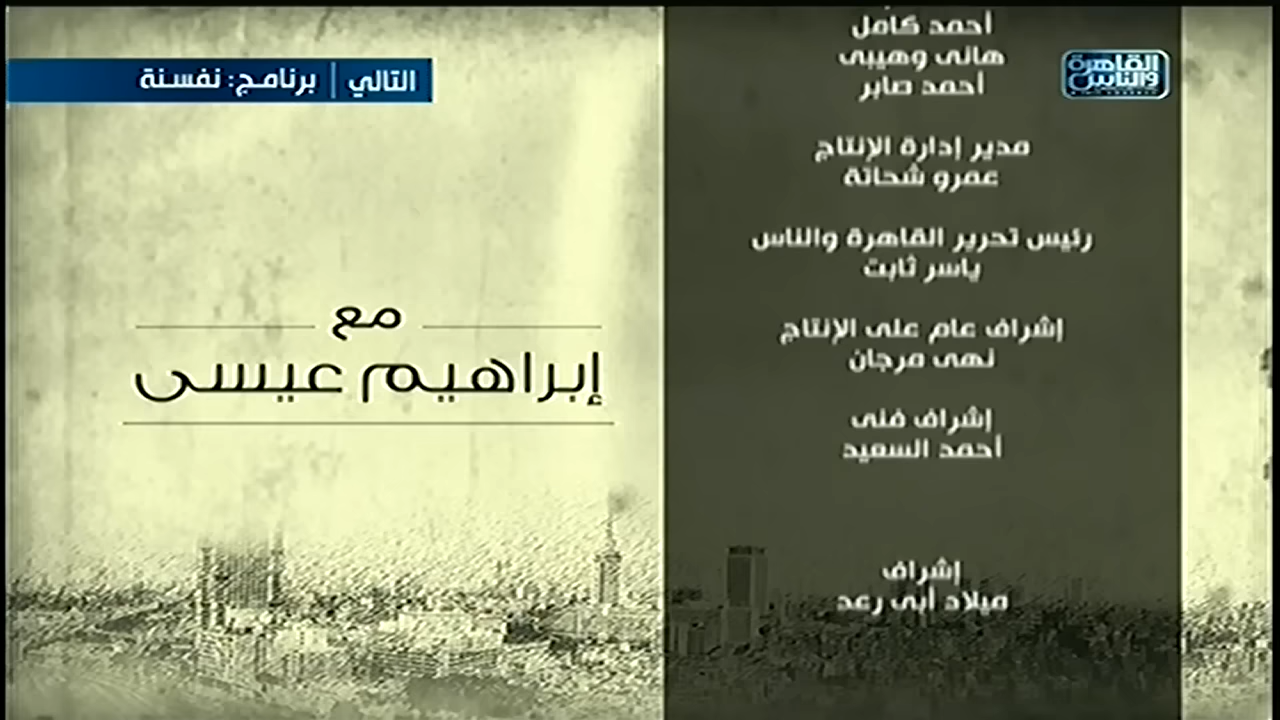 التالي | برنامج: نفسنة
القاهرة
والناس
مع
إبراهيم عيسى
أحمد كامل
هانى وهيبى
أحمد صابر
مدير إدارة الإنتاج
عمرو شحاتة
رئيس تحرير القاهرة والناس
ياسر ثابت
إشراف عام على الإنتاج
نهى مرجان
إشراف فنى
أحمد السعيد
إشراف
ميلاد أبى رعد